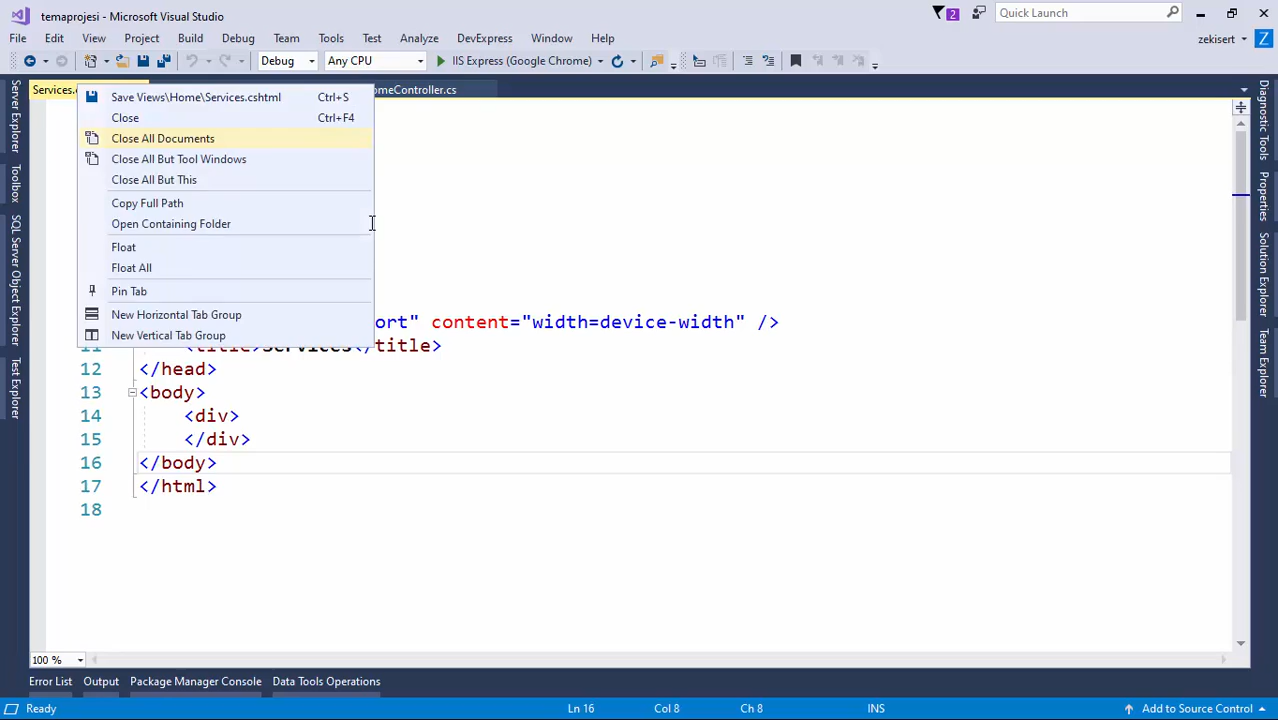 temaprojesi - Microsoft Visual Studio
2
Quick Launch
File Edit View Project Build Debug Team Tools Test Analyze DevExpress Window Help
zekisert
Z
Debug Any CPU IIS Express (Google Chrome)
Services.c
omeController.cs
Save Views\Home\Services.cshtml Ctrl+S
Close Ctrl+F4
Close All Documents
Close All But Tool Windows
Close All But This
Copy Full Path
Open Containing Folder
Float
Float All
Pin Tab
New Horizontal Tab Group
New Vertical Tab Group
Server Explorer
Toolbox
SQL Server Object Explorer
Test Explorer
Diagnostic Tools
Properties
Team Explorer
ort" content="width=device-width" />
11 <title>Services</title>
12 </head>
13 <body>
14 <div>
15 </div>
16 </body>
17 </html>
18
100 %
Error List Output Package Manager Console Data Tools Operations
Ready Ln 16 Col 8 Ch 8 INS Add to Source Control